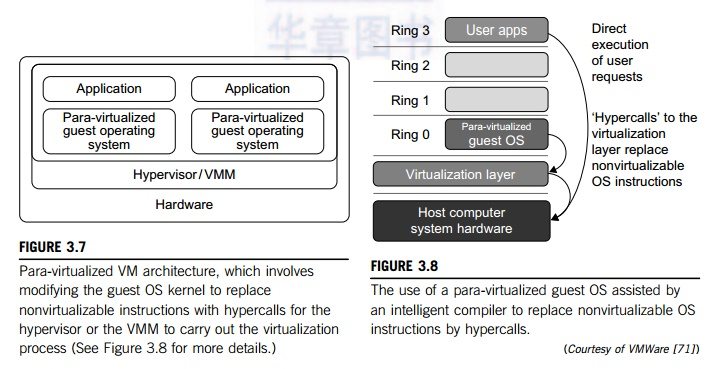 华章图书
Application
Application
Para-virtualized
guest operating
system
Para-virtualized
guest operating
system
Hypervisor/VMM
Hardware
FIGURE 3.7
Para-virtualized VM architecture, which involves
modifying the guest OS kernel to replace
nonvirtualizable instructions with hypercalls for the
hypervisor or the VMM to carry out the virtualization
process (See Figure 3.8 for more details.)
Ring 3
User apps
Ring 2
Ring 1
Ring 0
Para-virtualized
guest OS
Virtualization layer
Host computer
system hardware
Direct
execution
of user
requests
‘Hypercalls’ to the
virtualization
layer replace
nonvirtualizable
OS instructions
FIGURE 3.8
The use of a para-virtualized guest OS assisted by
an intelligent compiler to replace nonvirtualizable OS
instructions by hypercalls.
(Courtesy of VMWare [71])